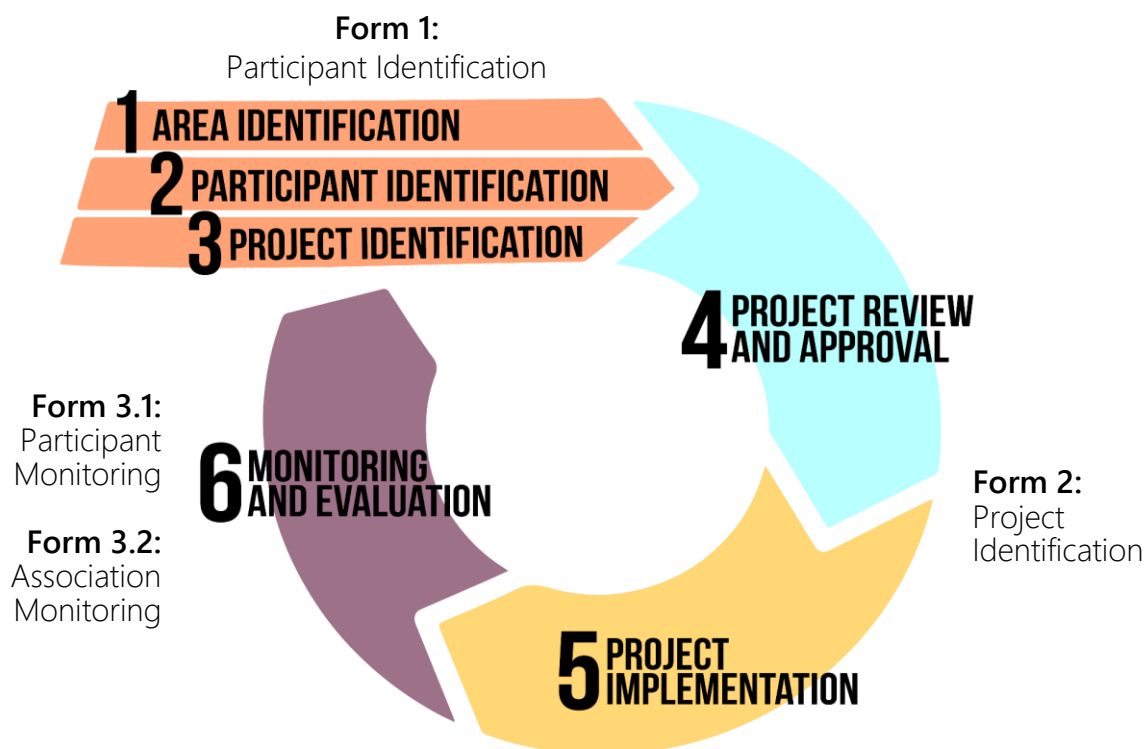 Form 1:
Participant Identification
1 AREA IDENTIFICATION
2 PARTICIPANT IDENTIFICATION
3 PROJECT IDENTIFICATION
4 PROJECT REVIEW
AND APPROVAL
Form 3.1:
Participant
Monitoring
6 MONITORING
AND EVALUATION
Form 2:
Project
Identification
Form 3.2:
Association
Monitoring
5 PROJECT
IMPLEMENTATION